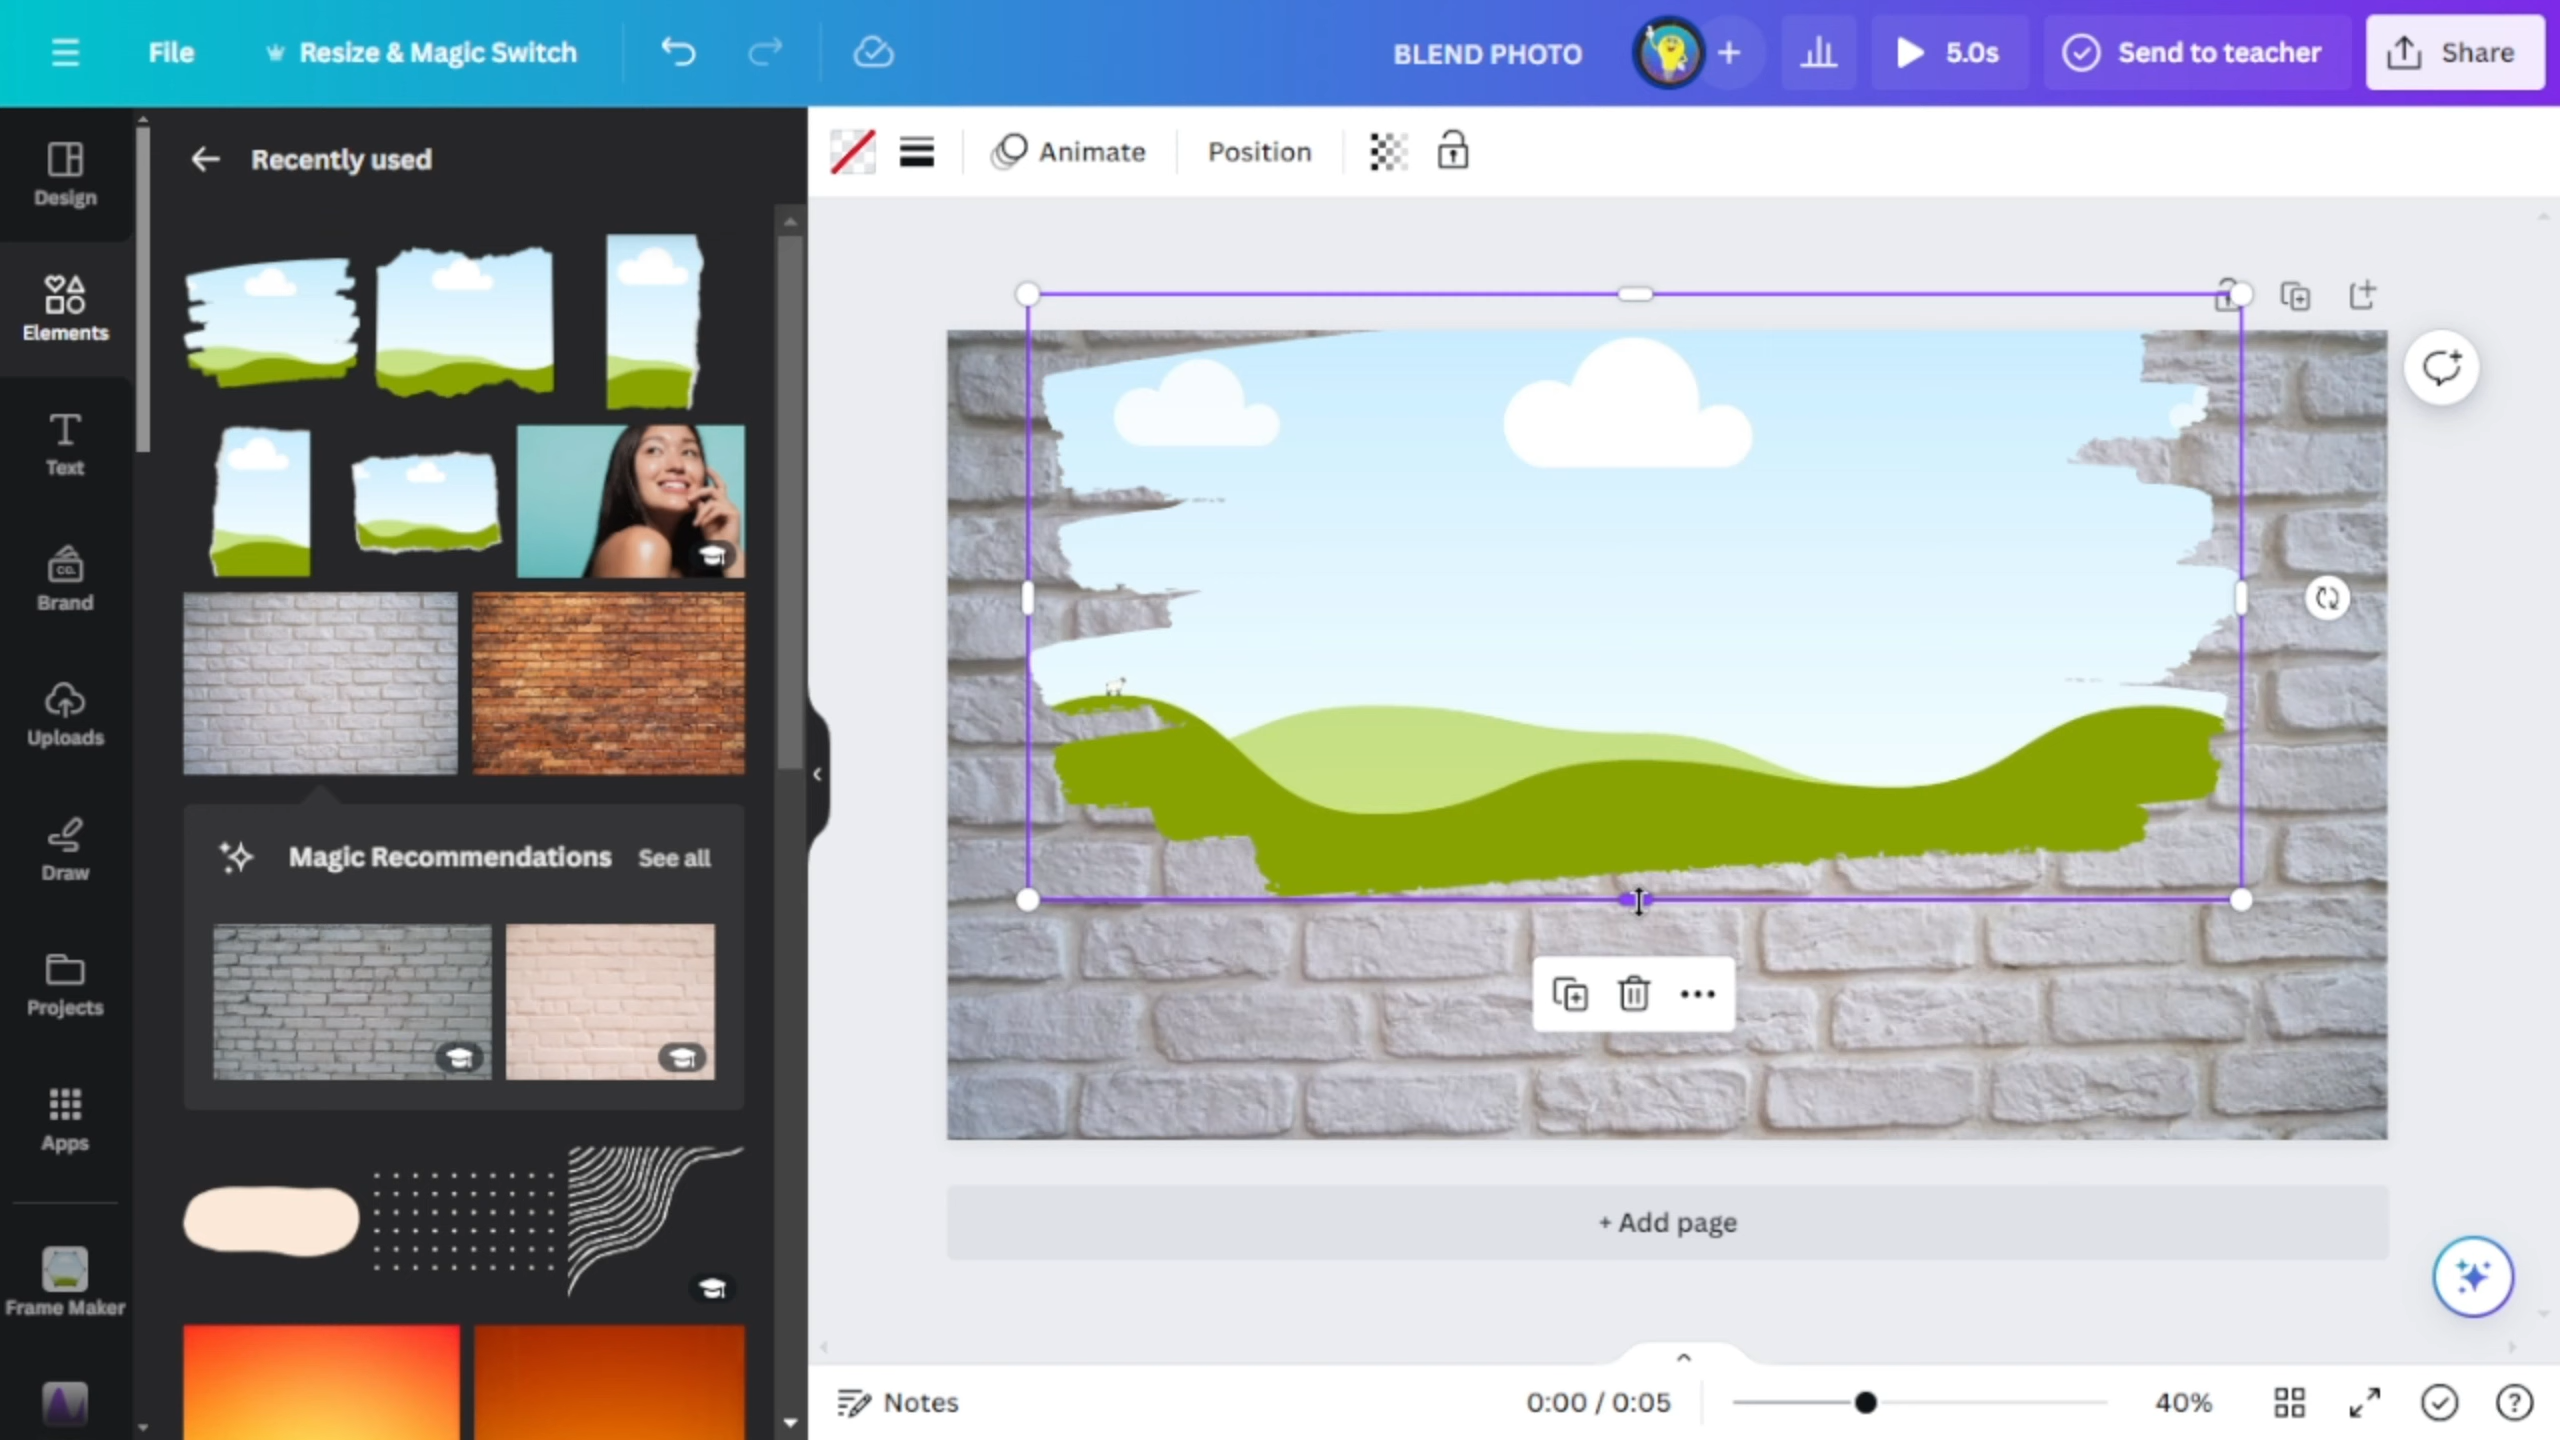 File
Resize & Magic Switch
BLEND PHOTO
+
5.0s
Send to teacher
Share
Design
Elements
Text
Brand
CO.
Uploads
Draw
Projects
Apps
Frame Maker
Recently used
Magic Recommendations
See all
Animate
Position
+ Add page
Notes
0:00 / 0:05
40%